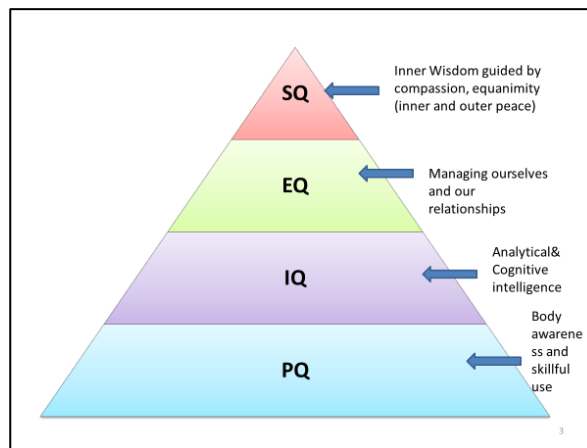 SQ
Inner Wisdom guided by
compassion, equanimity
(inner and outer peace)
EQ
Managing ourselves
and our
relationships
IQ
Analytical&
Cognitive
intelligence
PQ
Body
awarene
ss and
skillful
use
3